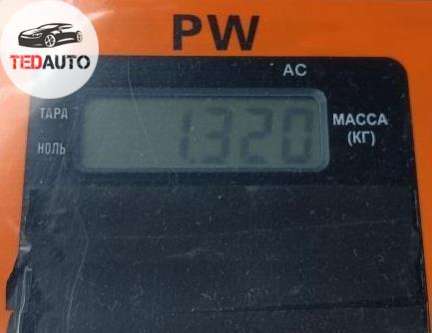 TEDAUTO
PW
AC
ТАРА
1.320
МАССА
(КГ)
НОЛЬ